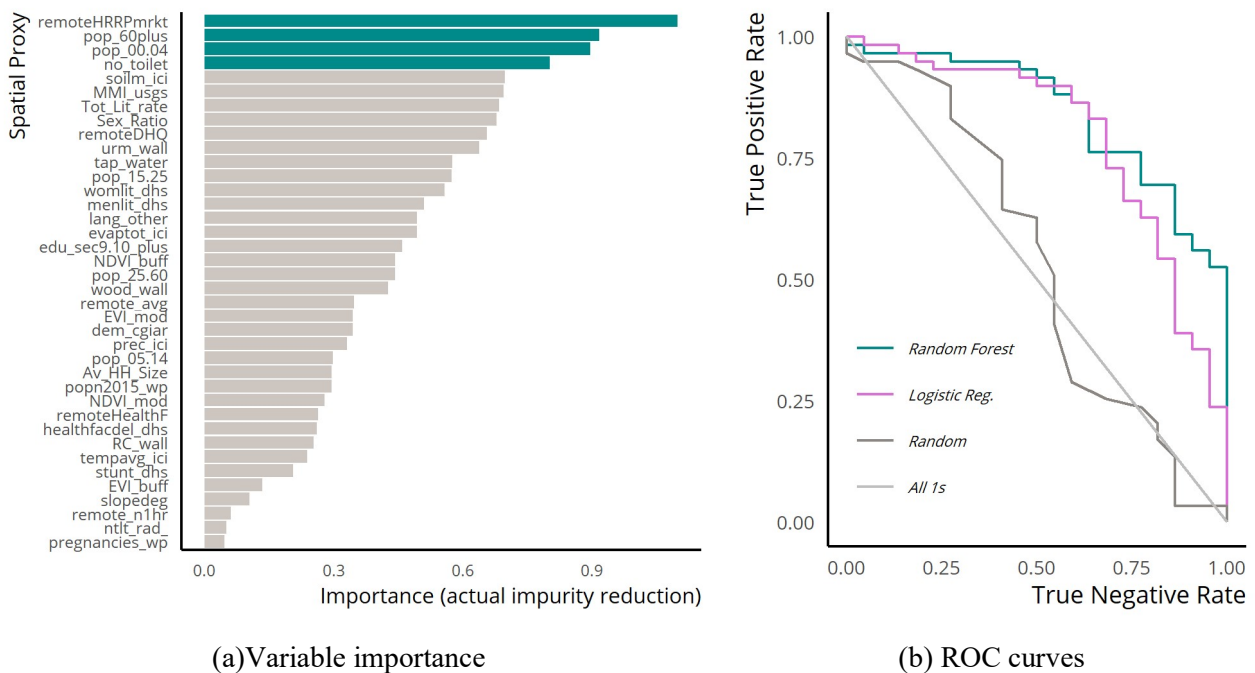 Spatial Proxy
remoteHRRPmrkt
pop_60plus
pop_00.04
no_toilet
soilm_ici
MMI_usgs
Tot_Lit_rate
Sex_Ratio
remoteDHQ
urm_wall
tap_water
pop_15.25
womlit_dhs
menlit_dhs
lang_other
evaptot_ici
edu_sec9.10_plus
NDVI_buff
pop_25.60
wood_wall
remote_avg
EVI_mod
dem_cgiar
prec_ici
pop_05.14
Av_HH_Size
popn2015_wp
NDVI_mod
remoteHealthF
healthfacdel_dhs
RC_wall
tempavg_ici
stunt_dhs
EVI_buff
slopedeg
remote_n1hr
ntlt_rad_
pregnancies_wp
0.0 0.3 0.6 0.9
Importance (actual impurity reduction)
(a)Variable importance
True Positive Rate
1.00
0.75
0.50
0.25
0.00
Random Forest
Logistic Reg.
Random
All 1s
0.00 0.25 0.50 0.75 1.00
True Negative Rate
(b) ROC curves